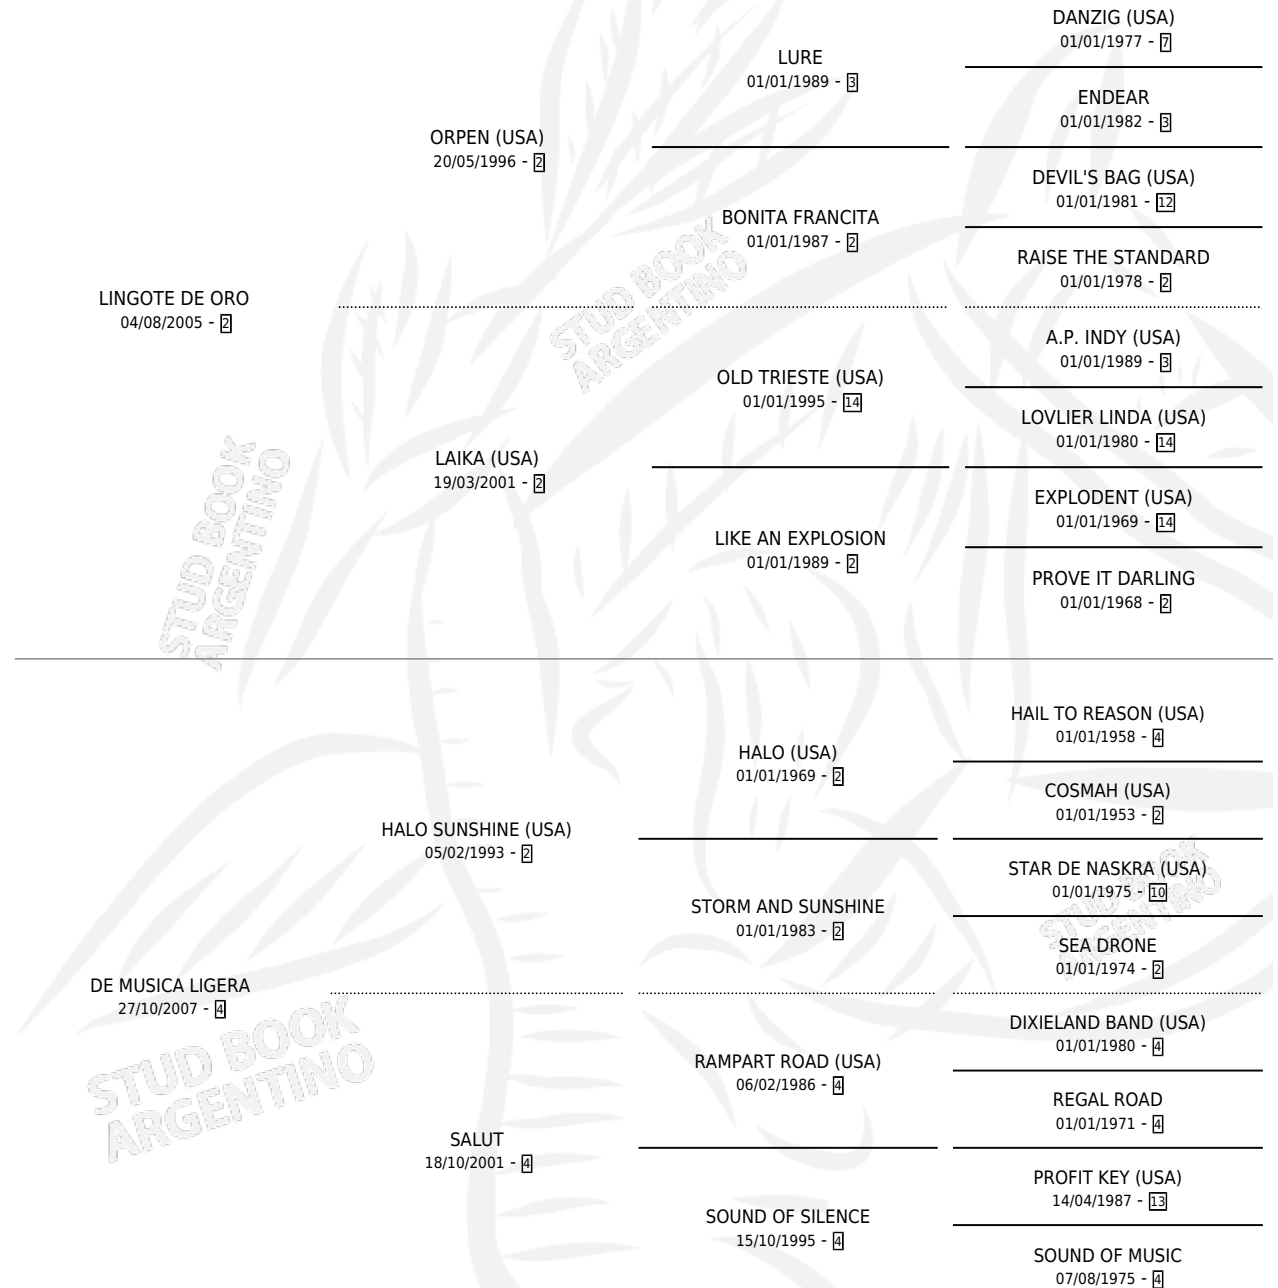 DANZIG (USA)
01/01/1977 - 7
LURE
01/01/1989 - 3
ENDEAR
01/01/1982 - 3
ORPEN (USA)
20/05/1996 - 2
DEVIL'S BAG (USA)
01/01/1981 - 12
BONITA FRANCITA
01/01/1987 - 2
RAISE THE STANDARD
01/01/1978 - 2
LINGOTE DE ORO
04/08/2005 - 2
STUD BOOK
ARGENTINO
A.P. INDY (USA)
01/01/1989 - 3
OLD TRIESTE (USA)
01/01/1995 - 14
LOVLIER LINDA (USA)
01/01/1980 - 14
LAIKA (USA)
19/03/2001 - 2
EXPLODENT (USA)
01/01/1969 - 14
LIKE AN EXPLOSION
01/01/1989 - 2
PROVE IT DARLING
01/01/1968 - 2
STUD BOOK
ARGENTINO
HAIL TO REASON (USA)
01/01/1958 - 4
HALO (USA)
01/01/1969 - 2
COSMAH (USA)
01/01/1953 - 2
HALO SUNSHINE (USA)
05/02/1993 - 2
STAR DE NASKRA (USA)
01/01/1975 - 10
STORM AND SUNSHINE
01/01/1983 - 2
SEA DRONE
01/01/1974 - 2
STUD BOOK
ARGENTINO
DE MUSICA LIGERA
27/10/2007 - 4
DIXIELAND BAND (USA)
01/01/1980 - 4
RAMPART ROAD (USA)
06/02/1986 - 4
REGAL ROAD
01/01/1971 - 4
STUD BOOK
ARGENTINO
SALUT
18/10/2001 - 4
PROFIT KEY (USA)
14/04/1987 - 13
SOUND OF SILENCE
15/10/1995 - 4
SOUND OF MUSIC
07/08/1975 - 4